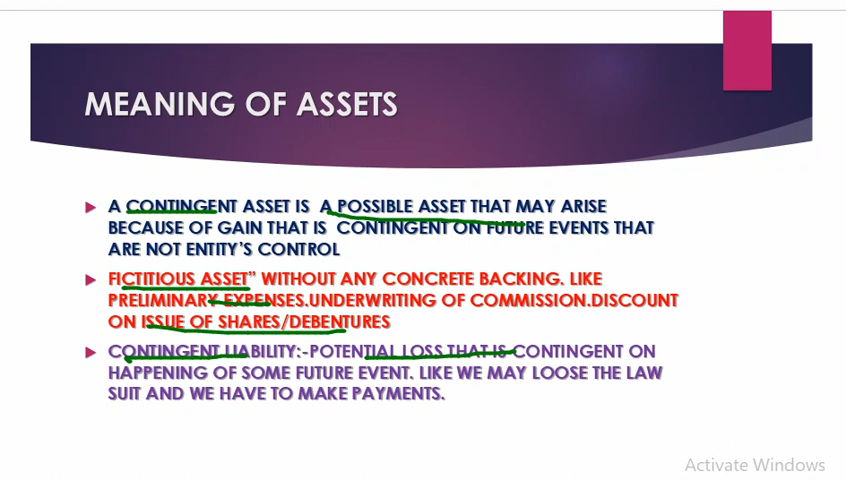 MEANING OF ASSETS
A CONTINGENT ASSET IS A POSSIBLE ASSET THAT MAY ARISE
BECAUSE OF GAIN THAT IS CONTINGENT ON FUTURE EVENTS THAT
ARE NOT ENTITY'S CONTROL
FICTITIOUS ASSET" WITHOUT ANY CONCRETE BACKING. LIKE
PRELIMINARY EXPENSES.UNDERWRITING OF COMMISSION.DISCOUNT
ON ISSUE OF SHARES/DEBENTURES
CONTINGENT LIABILITY:-POTENTIAL LOSS THAT IS CONTINGENT ON
HAPPENING OF SOME FUTURE EVENT. LIKE WE MAY LOOSE THE LAW
SUIT AND WE HAVE TO MAKE PAYMENTS.
Activate Windows